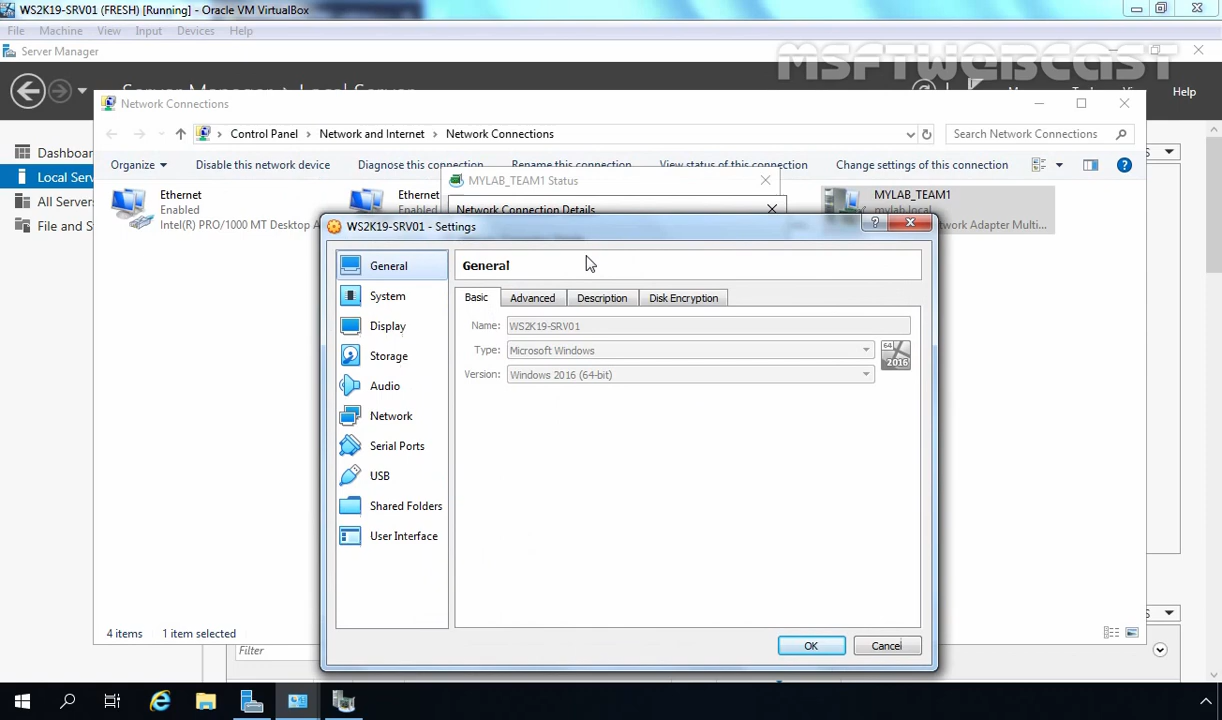 WS2K19-SRV01 (FRESH) [Running] - Oracle VM VirtualBox
File Machine View Input Devices Help
Server Manager
MSFTWEBCAST
Help
Network Connections
Control Panel > Network and Internet > Network Connections
Search Network Connections
Dashboar
Local Serv
All Servers
File and S
Organize Disable this network device Diagnose this connection Rename this connection View status of this connection Change settings of this connection
Ethernet
Enabled
Intel(R) PRO/1000 MT Desktop A
Ethernet
Enabled
MYLAB_TEAM1
mylab.local
etwork Adapter Multi...
MYLAB_TEAM1 Status
Network Connection Details
WS2K19-SRV01 - Settings
General
System
Display
Storage
Audio
Network
Serial Ports
USB
Shared Folders
User Interface
General
Basic Advanced Description Disk Encryption
Name: WS2K19-SRV01
Type: Microsoft Windows
Version: Windows 2016 (64-bit)
64
2016
OK Cancel
4 items 1 item selected
Filter